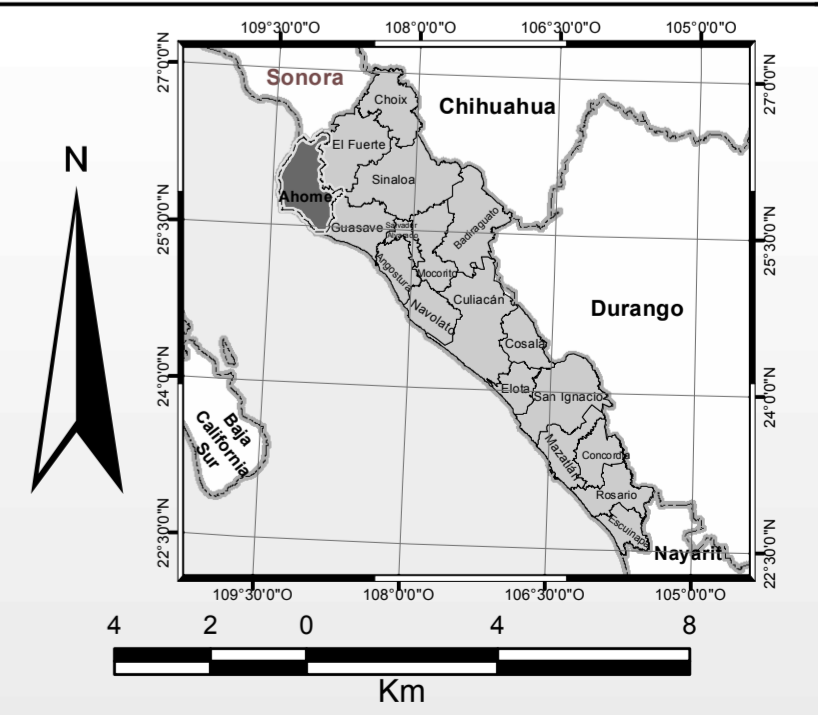 109°30'0"O 108°0'0"O 106°30'0"O 105°0'0"O
27°0'0"N
27°0'0"N
Sonora
Choix
Chihuahua
N
El Fuerte
Sinaloa
Ahome
25°30'0"N
25°30'0"N
Guasave
Salvador
Alvarado
Badiraguato
Angostura
Mocorito
Culiacán
Navolato
Durango
Cosalá
24°0'0"N
24°0'0"N
Elota
San Ignacio
Baja
California
Sur
Mazatlán
Concordia
Rosario
Escuinapa
Nayarit
22°30'0"N
22°30'0"N
109°30'0"O 108°0'0"O 106°30'0"O 105°0'0"O
4 2 0 4 8
Km